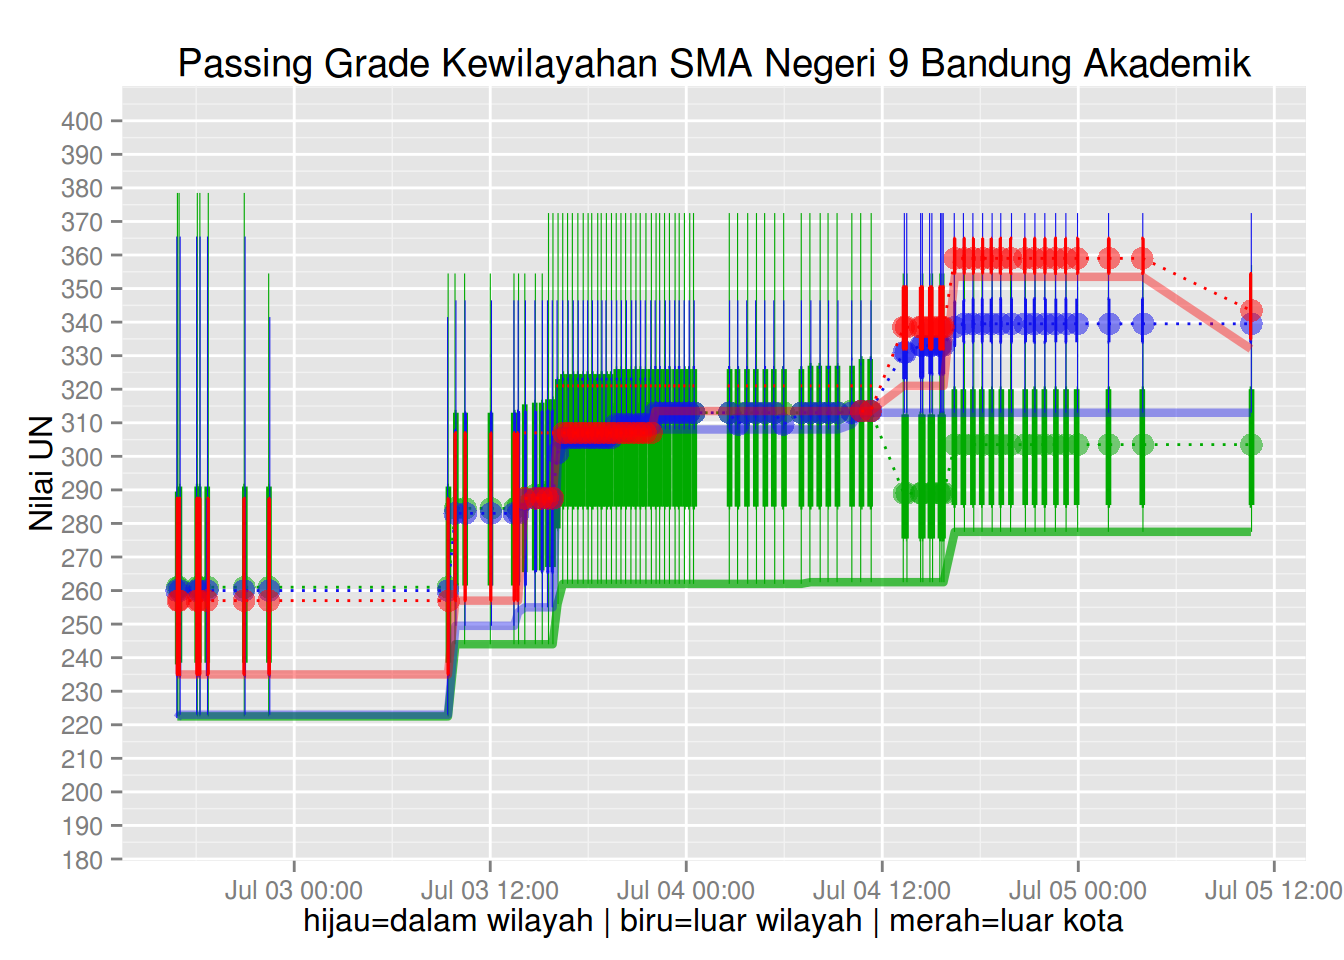 Passing Grade Kewilayahan SMA Negeri 9 Bandung Akademik
Nilai UN
400
390
380
370
360
350
340
330
320
310
300
290
280
270
260
250
240
230
220
210
200
190
180
Jul 03 00:00
Jul 03 12:00
Jul 04 00:00
Jul 04 12:00
Jul 05 00:00
Jul 05 12:00
hijau=dalam wilayah | biru=luar wilayah | merah=luar kota